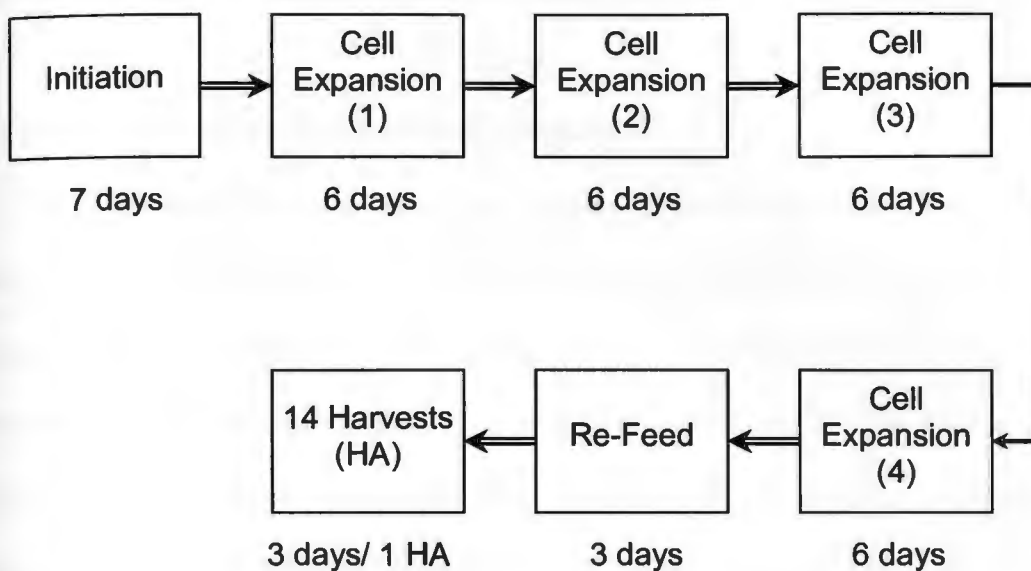 Initiation
Cell
Expansion
(1)
Cell
Expansion
(2)
Cell
Expansion
(3)
7 days
6 days
6 days
6 days
14 Harvests
(HA)
Re-Feed
Cell
Expansion
(4)
3 days/ 1 HA
3 days
6 days